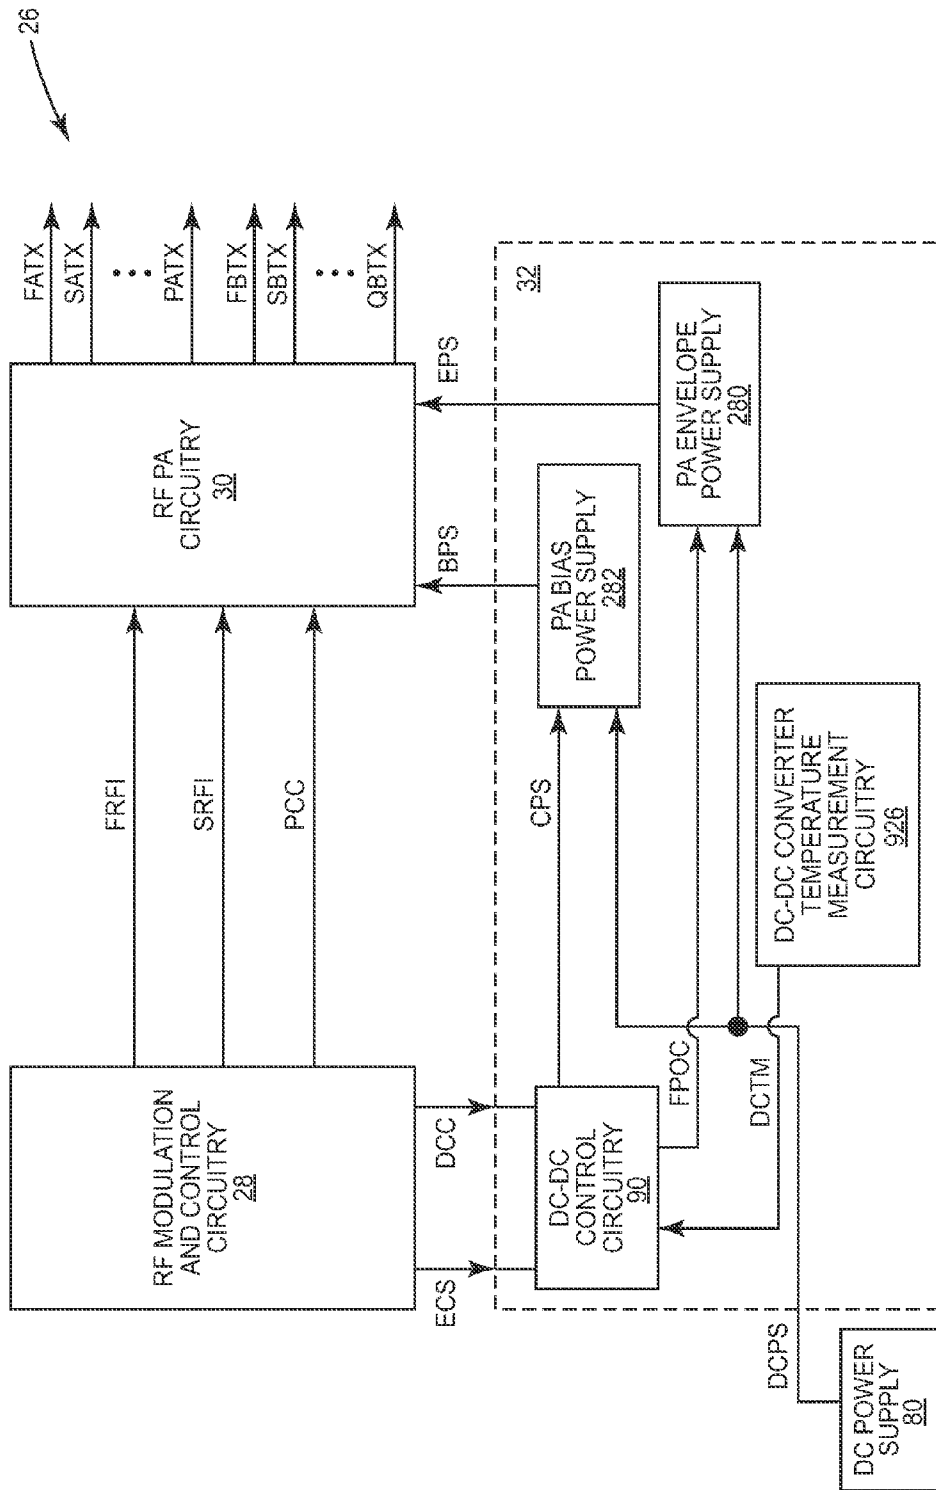 26
FATX
SATX
PATX
FBTX
SBTX
QBTX
RF PA
CIRCUITRY
30
FRFI
SRFI
PCC
RF MODULATION
AND CONTROL
CIRCUITRY
28
BPS
EPS
32
PA ENVELOPE
POWER SUPPLY
280
PA BIAS
POWER SUPPLY
282
CPS
DC-DC CONVERTER
TEMPERATURE
MEASUREMENT
CIRCUITRY
926
FPOC
DCTM
DCC
ECS
DC-DC
CONTROL
CIRCUITRY
90
DCPS
DC POWER
SUPPLY
80